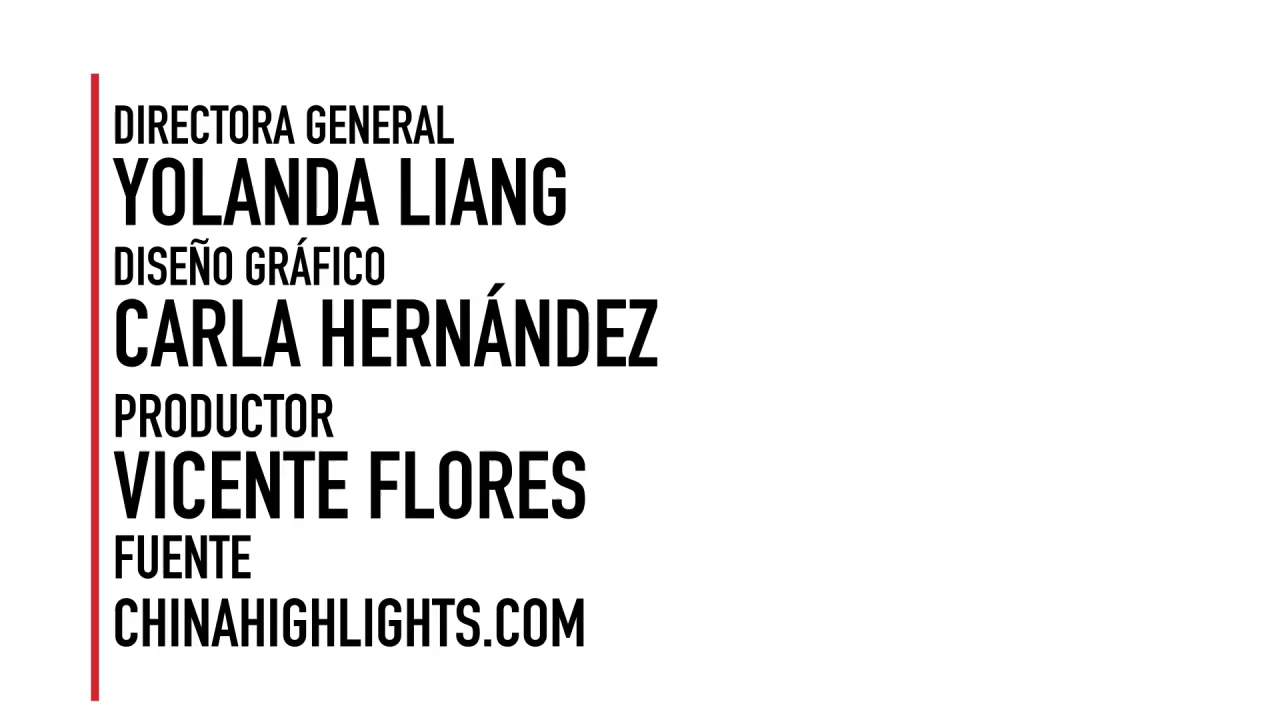 DIRECTORA GENERAL
YOLANDA LIANG
DISEÑO GRÁFICO
CARLA HERNÁNDEZ
PRODUCTOR
VICENTE FLORES
FUENTE
CHINAHIGHLIGHTS.COM